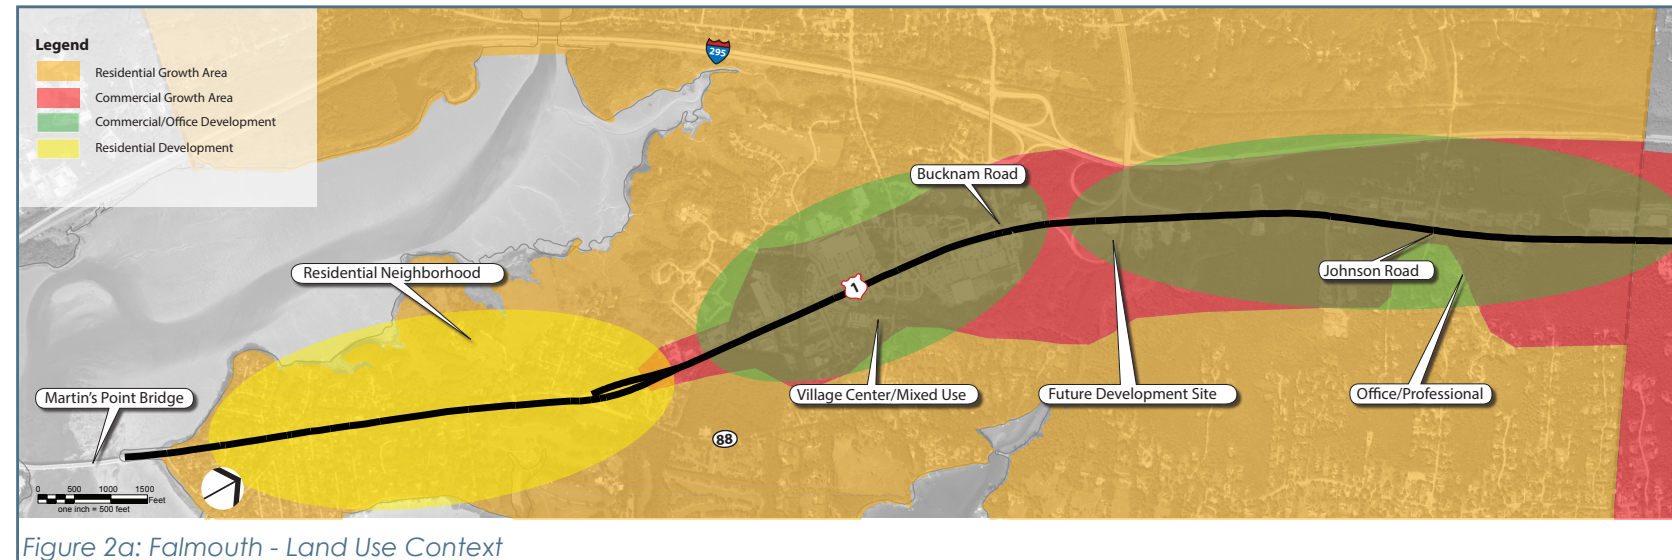 Legend
Residential Growth Area
Commercial Growth Area
Commercial/Office Development
Residential Development
295
Bucknam Road
Residential Neighborhood
Johnson Road
1
Martin's Point Bridge
Village Center/Mixed Use
Future Development Site
Office/Professional
88
0 500 1000 1500
Feet
one inch = 500 feet
Figure 2a: Falmouth - Land Use Context